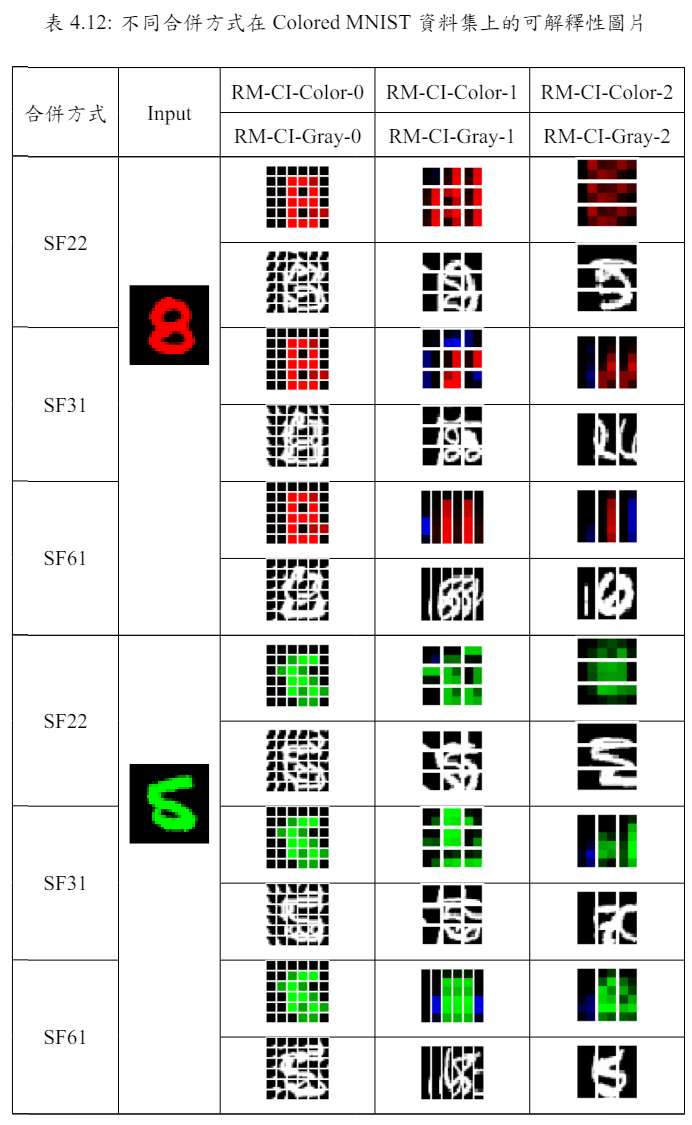 表 4.12: 不同合併方式在 Colored MNIST 資料集上的可解釋性圖片
合併方式 Input RM-CI-Color-0 RM-CI-Color-1 RM-CI-Color-2
RM-CI-Gray-0 RM-CI-Gray-1 RM-CI-Gray-2
SF22
SF31
SF61
SF22
SF31
SF61